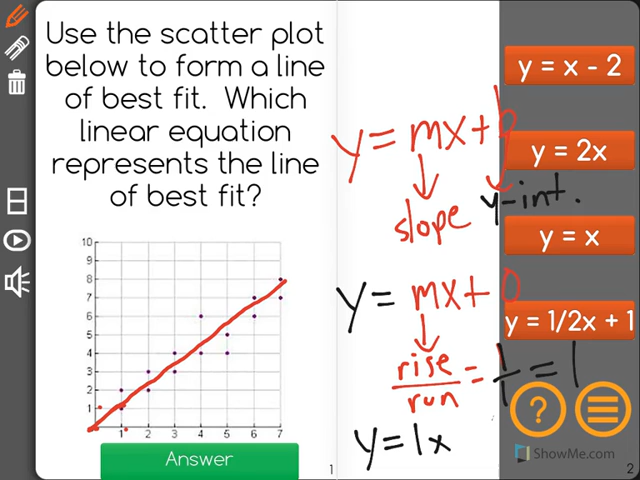 Use the scatter plot
below to form a line
of best fit. Which
linear equation
represents the line
of best fit?
10
9
8
7
6
5
4
3
2
1
1 2 3 4 5 6 7
Answer
1
y = mx + b
slope
y-int.
y = mx + 0
rise/run = 1/1 = 1
y = 1x
y = x - 2
y = 2x
y = x
y = 1/2x + 1
?
ShowMe.com
2